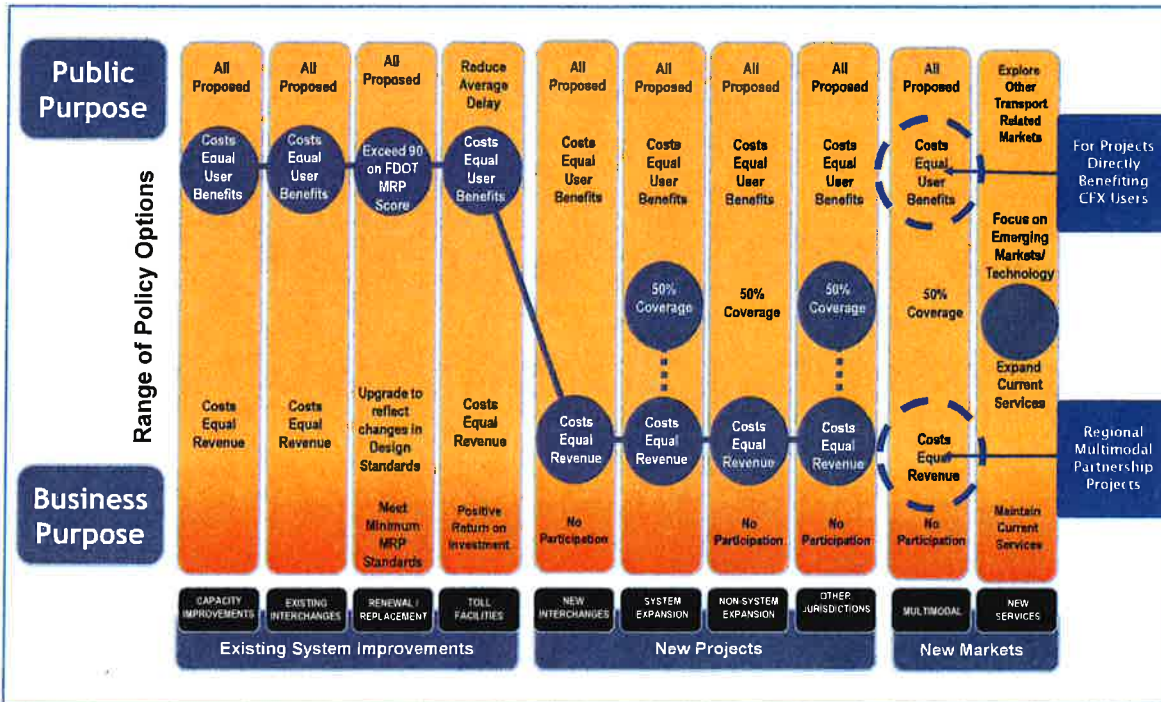 Public
Purpose
Range of Policy Options
Business
Purpose
All
Proposed
Costs
Equal
User
Benefits
Costs
Equal
Revenue
CAPACITY
IMPROVEMENTS
All
Proposed
Costs
Equal
User
Benefits
Costs
Equal
Revenue
EXISTING
INTERCHANGES
All
Proposed
Exceed 90
on FDOT
MRP
Score
Upgrade to
reflect
changes in
Design
Standards
Meet
Minimum
MRP
Standards
RENEWAL /
REPLACEMENT
Reduce
Average
Delay
Costs
Equal
User
Benefits
Costs
Equal
Revenue
Positive
Return on
Investment
TOLL
FACILITIES
Existing System Improvements
All
Proposed
Costs
Equal
User
Benefits
Costs
Equal
Revenue
No
Participation
NEW
INTERCHANGES
All
Proposed
Costs
Equal
User
Benefits
50%
Coverage
Costs
Equal
Revenue
SYSTEM
EXPANSION
All
Proposed
Costs
Equal
User
Benefits
50%
Coverage
Costs
Equal
Revenue
No
Participation
NON-SYSTEM
EXPANSION
All
Proposed
Costs
Equal
User
Benefits
50%
Coverage
Costs
Equal
Revenue
No
Participation
OTHER
JURISDICTIONS
New Projects
All
Proposed
Costs
Equal
User
Benefits
50%
Coverage
Costs
Equal
Revenue
No
Participation
MULTIMODAL
Explore
Other
Transport
Related
Markets
Focus on
Emerging
Markets/
Technology
Expand
Current
Services
Maintain
Current
Services
NEW
SERVICES
New Markets
For Projects
Directly
Benefiting
CFX Users
Regional
Multimodal
Partnership
Projects